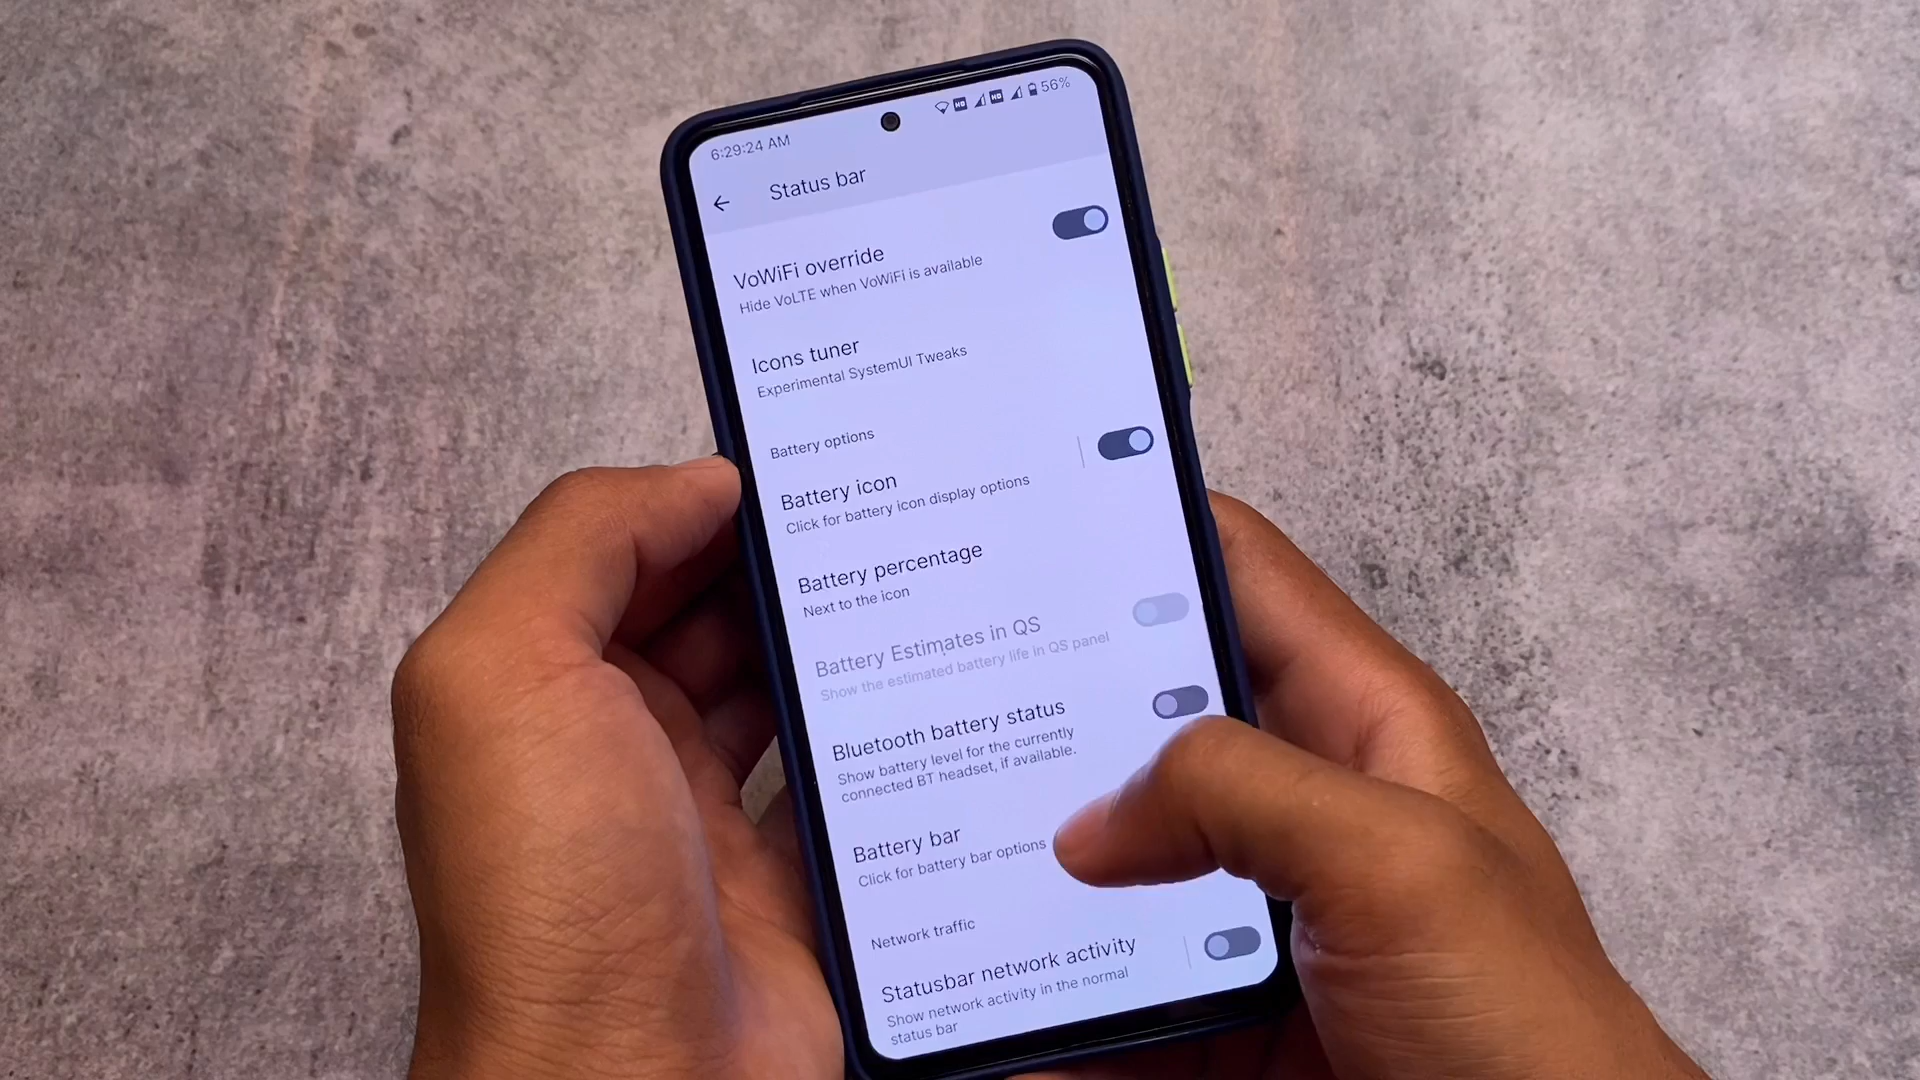 6:29:24 AM
HD
HD
56%
Status bar
VoWiFi override
Hide VoLTE when VoWiFi is available
Icons tuner
Experimental SystemUI Tweaks
Battery options
Battery icon
Click for battery icon display options
Battery percentage
Next to the icon
Battery Estimates in QS
Show the estimated battery life in QS panel
Bluetooth battery status
Show battery level for the currently
connected BT headset, if available.
Battery bar
Click for battery bar options
Network traffic
Statusbar network activity
Show network activity in the normal
status bar